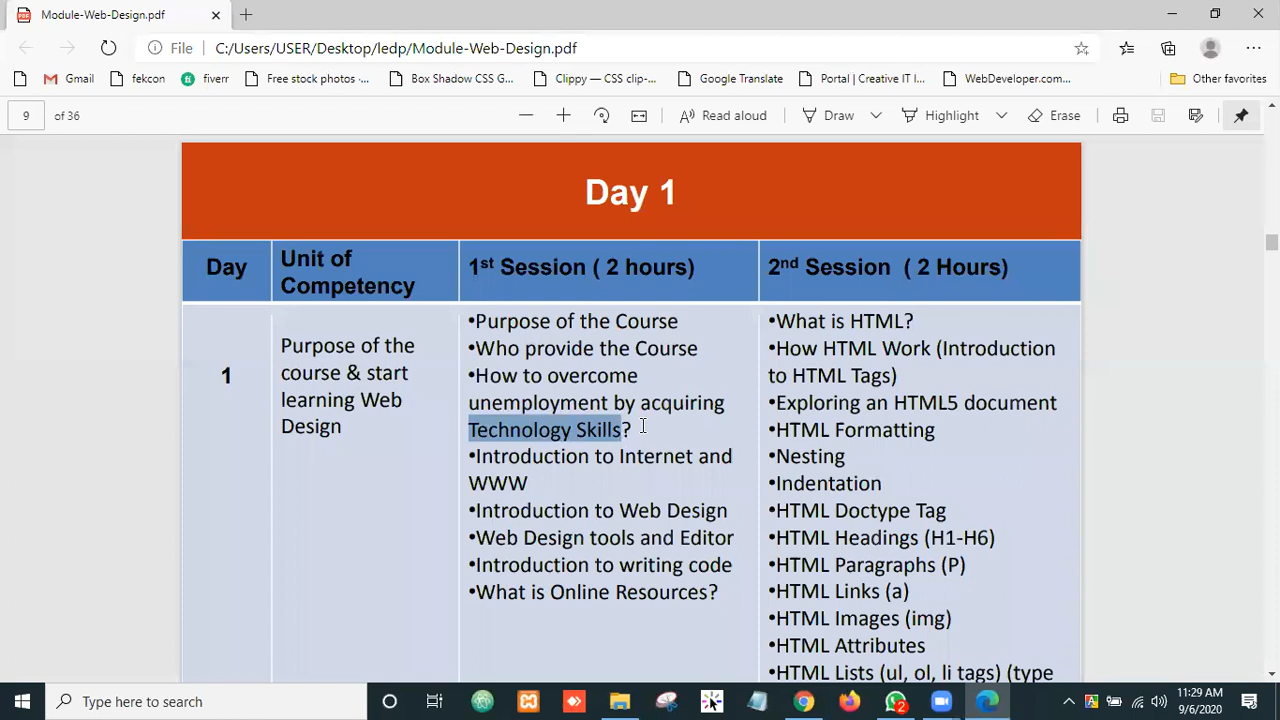 Module-Web-Design.pdf
File
C:/Users/USER/Desktop/ledp/Module-Web-Design.pdf
Gmail
fekcon
fi
fiverr
Free stock photos ·...
Box Shadow CSS G...
Clippy — CSS clip-...
Google Translate
Portal | Creative IT I...
WebDeveloper.com...
Other favorites
9
of 36
Read aloud
Draw
Highlight
Erase
Day 1
Day
Unit of
Competency
1st Session ( 2 hours)
2nd Session ( 2 Hours)
1
Purpose of the
course & start
learning Web
Design
•Purpose of the Course
•Who provide the Course
•How to overcome
unemployment by acquiring
Technology Skills?
•Introduction to Internet and
WWW
•Introduction to Web Design
•Web Design tools and Editor
•Introduction to writing code
•What is Online Resources?
•What is HTML?
•How HTML Work (Introduction
to HTML Tags)
•Exploring an HTML5 document
•HTML Formatting
•Nesting
•Indentation
•HTML Doctype Tag
•HTML Headings (H1-H6)
•HTML Paragraphs (P)
•HTML Links (a)
•HTML Images (img)
•HTML Attributes
•HTML Lists (ul, ol, li tags) (type
Type here to search
2
11:29 AM
9/6/2020